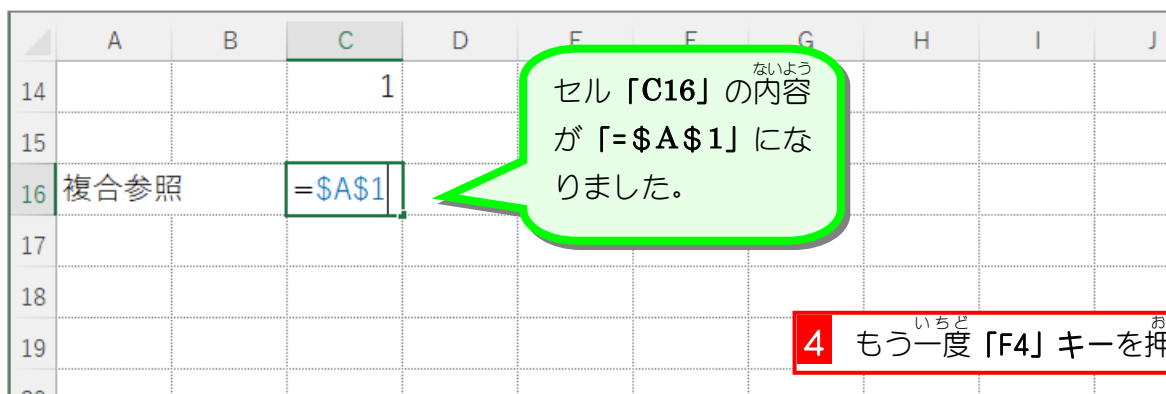 A B C D E F G H I J
14 1
ないよう
セル「C16」の内容
が「=$A$1」にな
りました。
15
16 複合参照 =$A$1
17
18
19
いちど お
4 もう一度「F4」キーを押